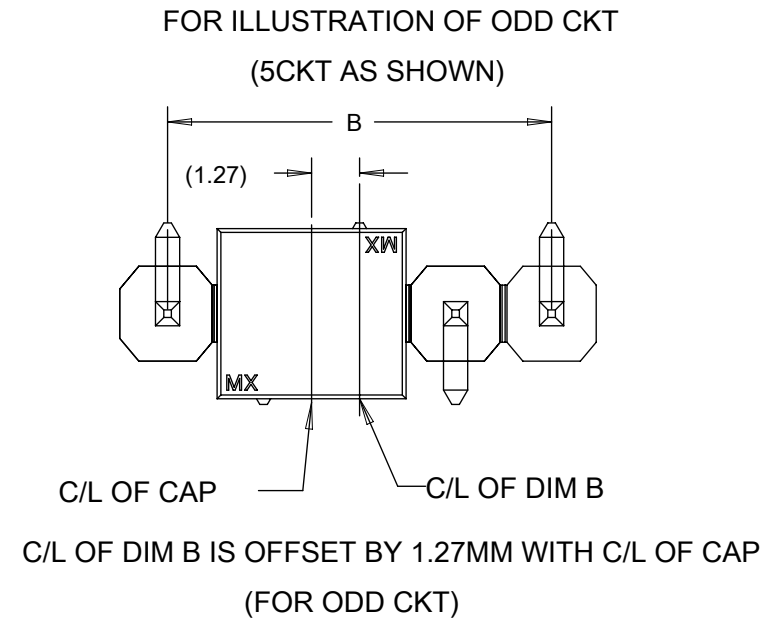 FOR ILLUSTRATION OF ODD CKT
(5CKT AS SHOWN)
B
(1.27)
MX
MX
C/L OF CAP
C/L OF DIM B
C/L OF DIM B IS OFFSET BY 1.27MM WITH C/L OF CAP
(FOR ODD CKT)